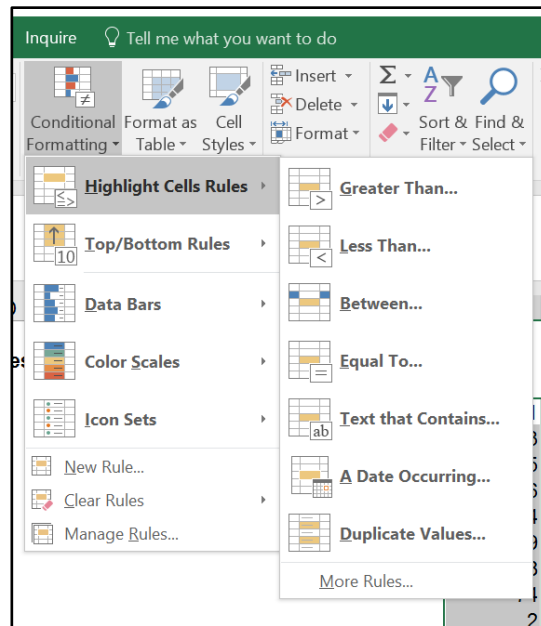 Inquire Tell me what you want to do
Insert
Delete
Format
Conditional Formatting
Format as Table
Cell Styles
Sort & Filter
Find & Select
Highlight Cells Rules
Top/Bottom Rules
Data Bars
Color Scales
Icon Sets
New Rule...
Clear Rules
Manage Rules...
Greater Than...
Less Than...
Between...
Equal To...
Text that Contains...
A Date Occurring...
Duplicate Values...
More Rules...
2